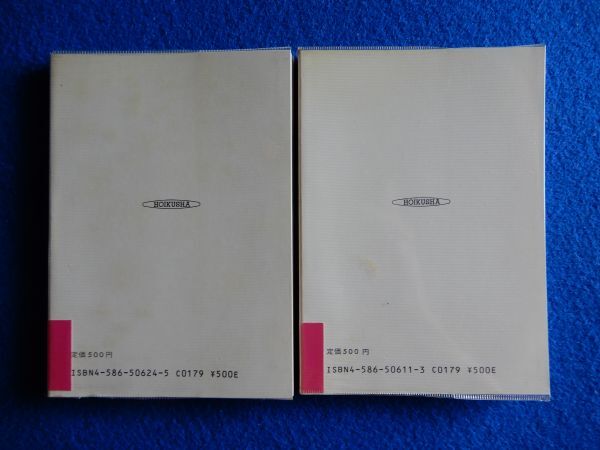 HOIKUSHA
定価500円
ISBN4-586-50624-5 C0179 ¥500E
HOIKUSHA
定価500円
ISBN4-586-50611-3 C0179 ¥500E